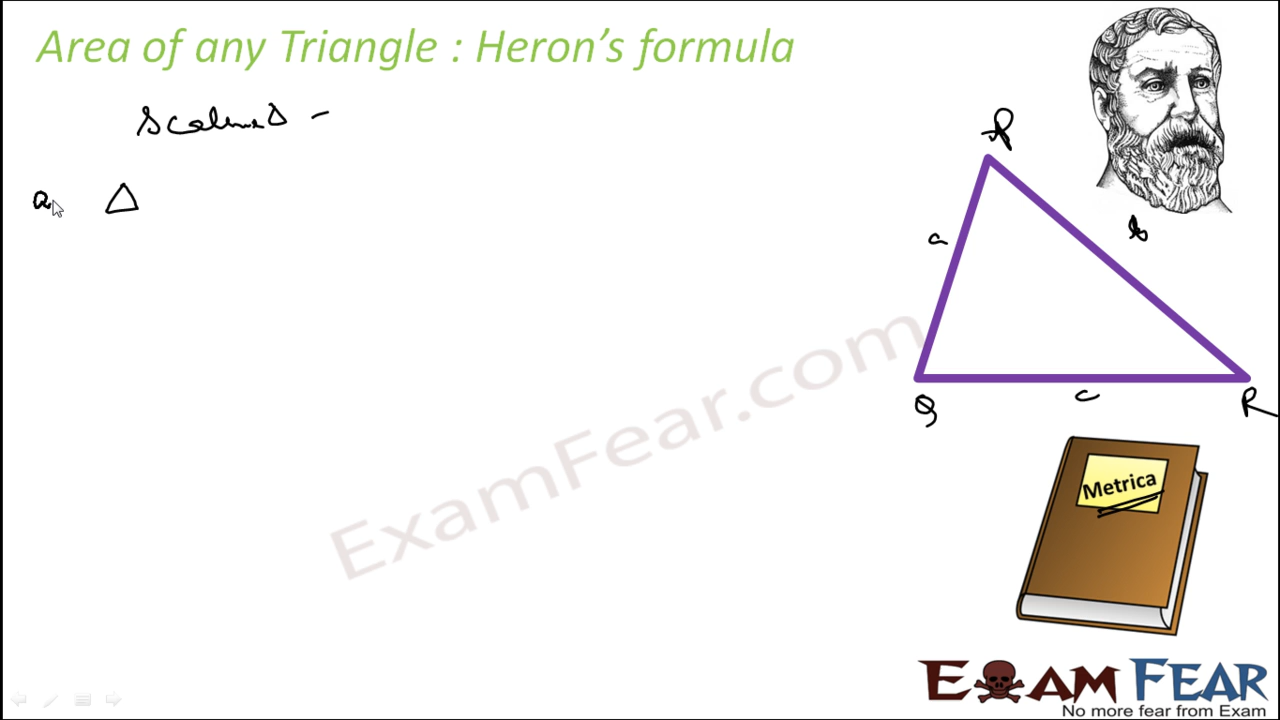 Area of any Triangle : Heron's formula
Scalene Δ –
a
Δ
P
a
b
Q
c
R
Metrica
ExamFear.com
EXAM FEAR
No more fear from Exam